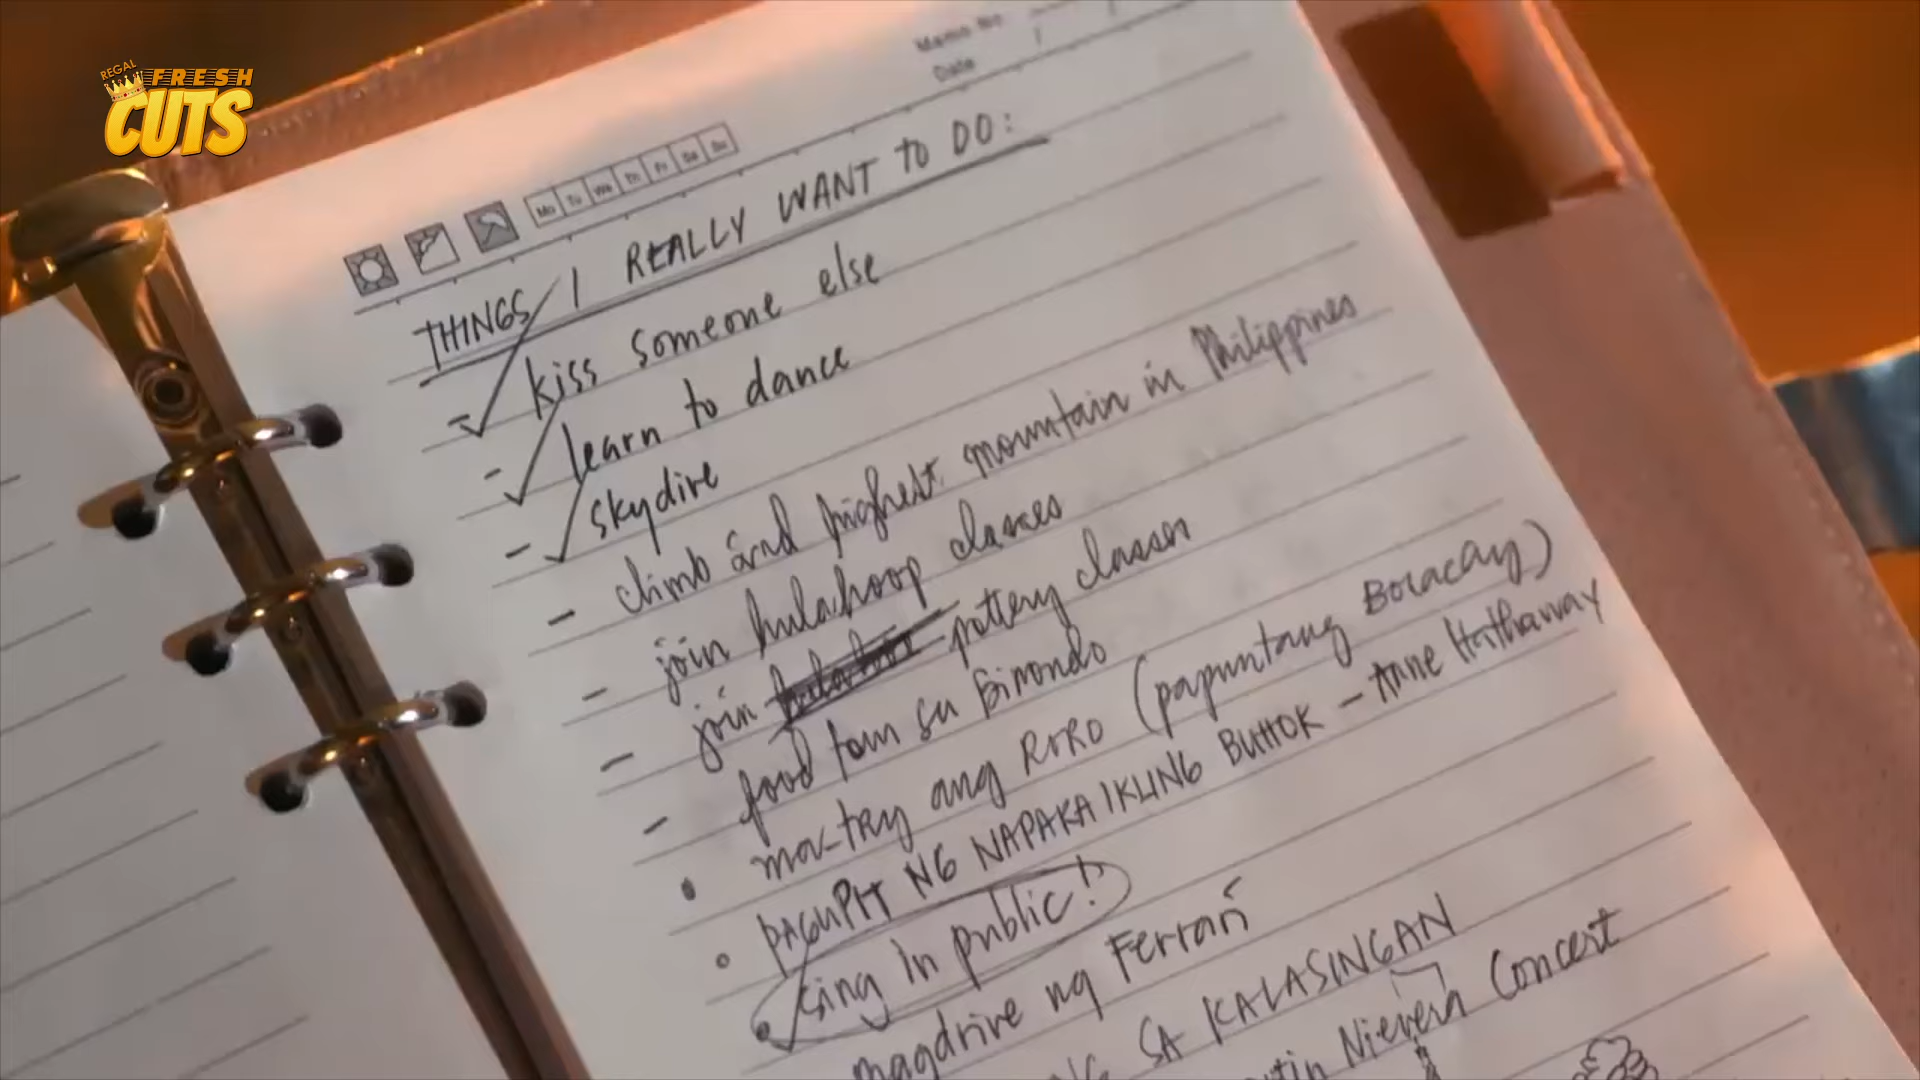 REGAL
FRESH
CUTS
Memo No
Date
Mo Tu We Th Fr Sa Su
THINGS I REALLY WANT TO DO:
- kiss someone else
- learn to dance
- skydive
- climb 2nd highest mountain in Philippines
- join hulahoop classes
- join pottery classes
- food tour sa Binondo
• ma-try ang RORO (papuntang Boracay)
• PAGUPIT NG NAPAKA IKLING BUHOK - Anne Hathaway
• sing in public!
magdrive ng Ferrari
SA KALASINGAN
Nievera Concert